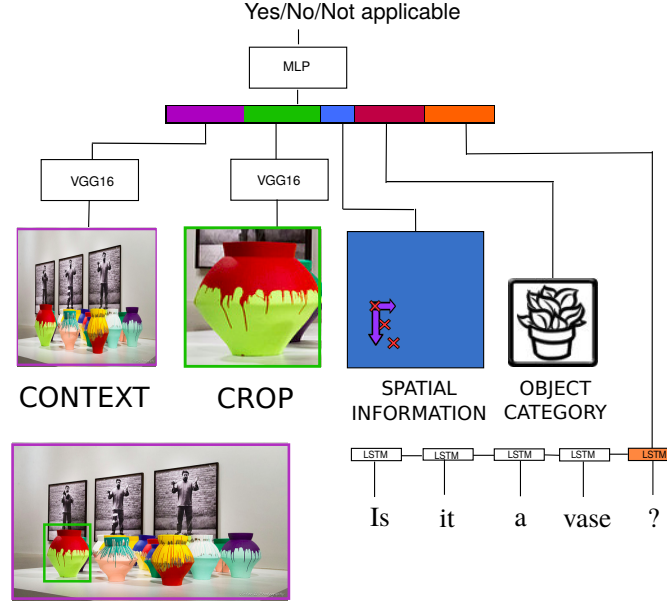 Yes/No/Not applicable
MLP
VGG16
VGG16
CONTEXT
CROP
SPATIAL
INFORMATION
OBJECT
CATEGORY
LSTM LSTM LSTM LSTM LSTM
Is it a vase ?